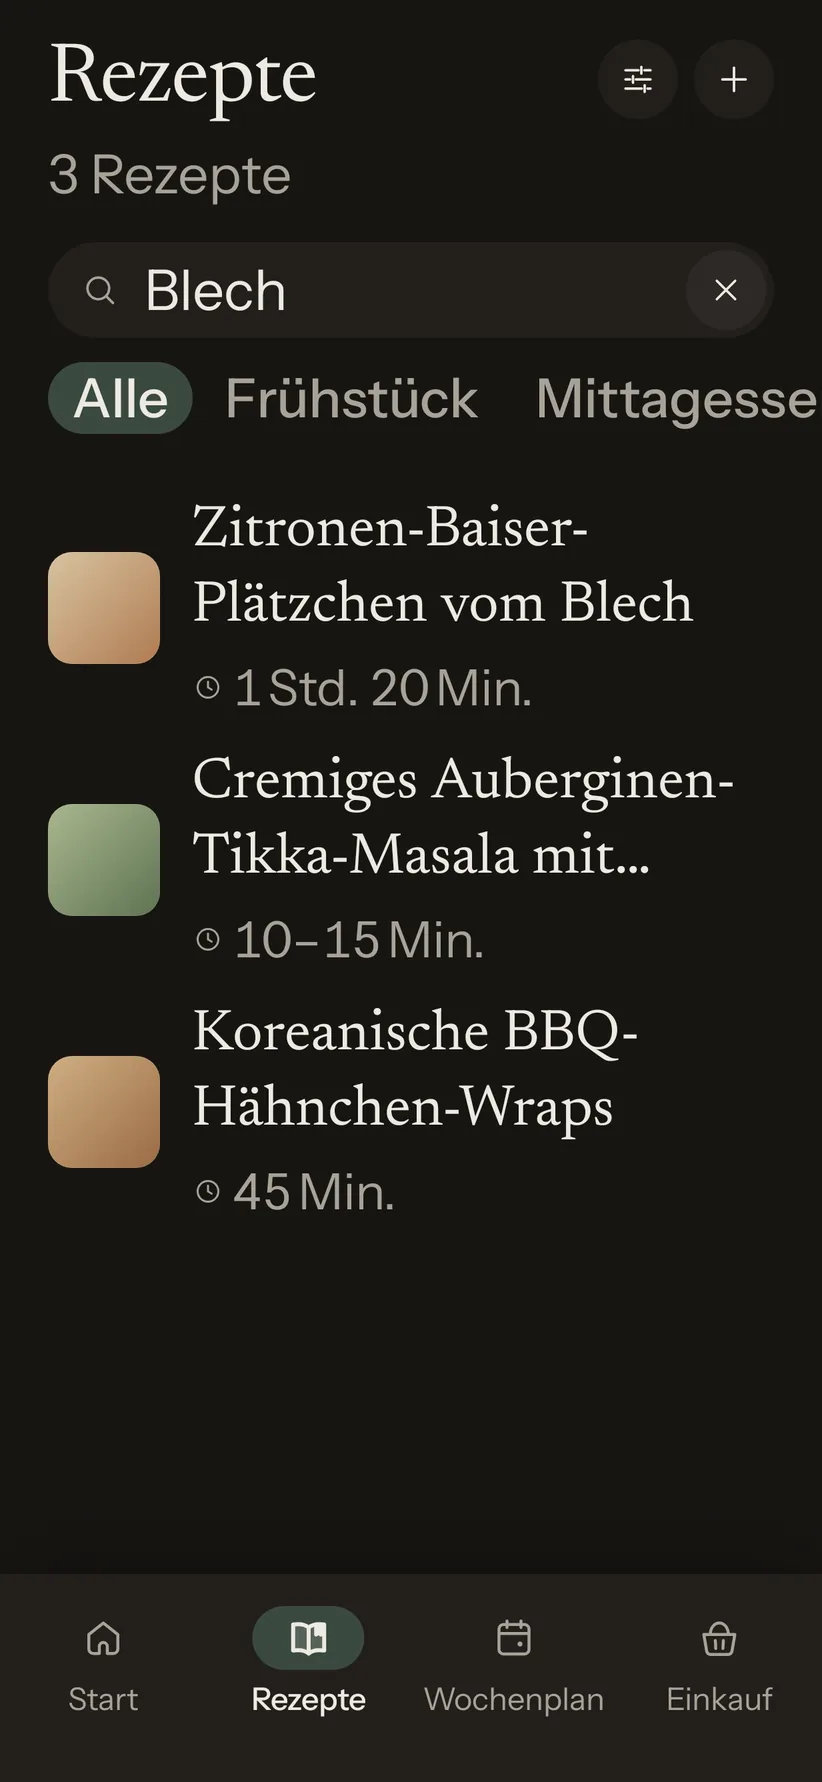 Rezepte
3 Rezepte
Blech
Alle Frühstück Mittagesse
Zitronen-Baiser-
Plätzchen vom Blech
1 Std. 20 Min.
Cremiges Auberginen-
Tikka-Masala mit…
10–15 Min.
Koreanische BBQ-
Hähnchen-Wraps
45 Min.
Start Rezepte Wochenplan Einkauf